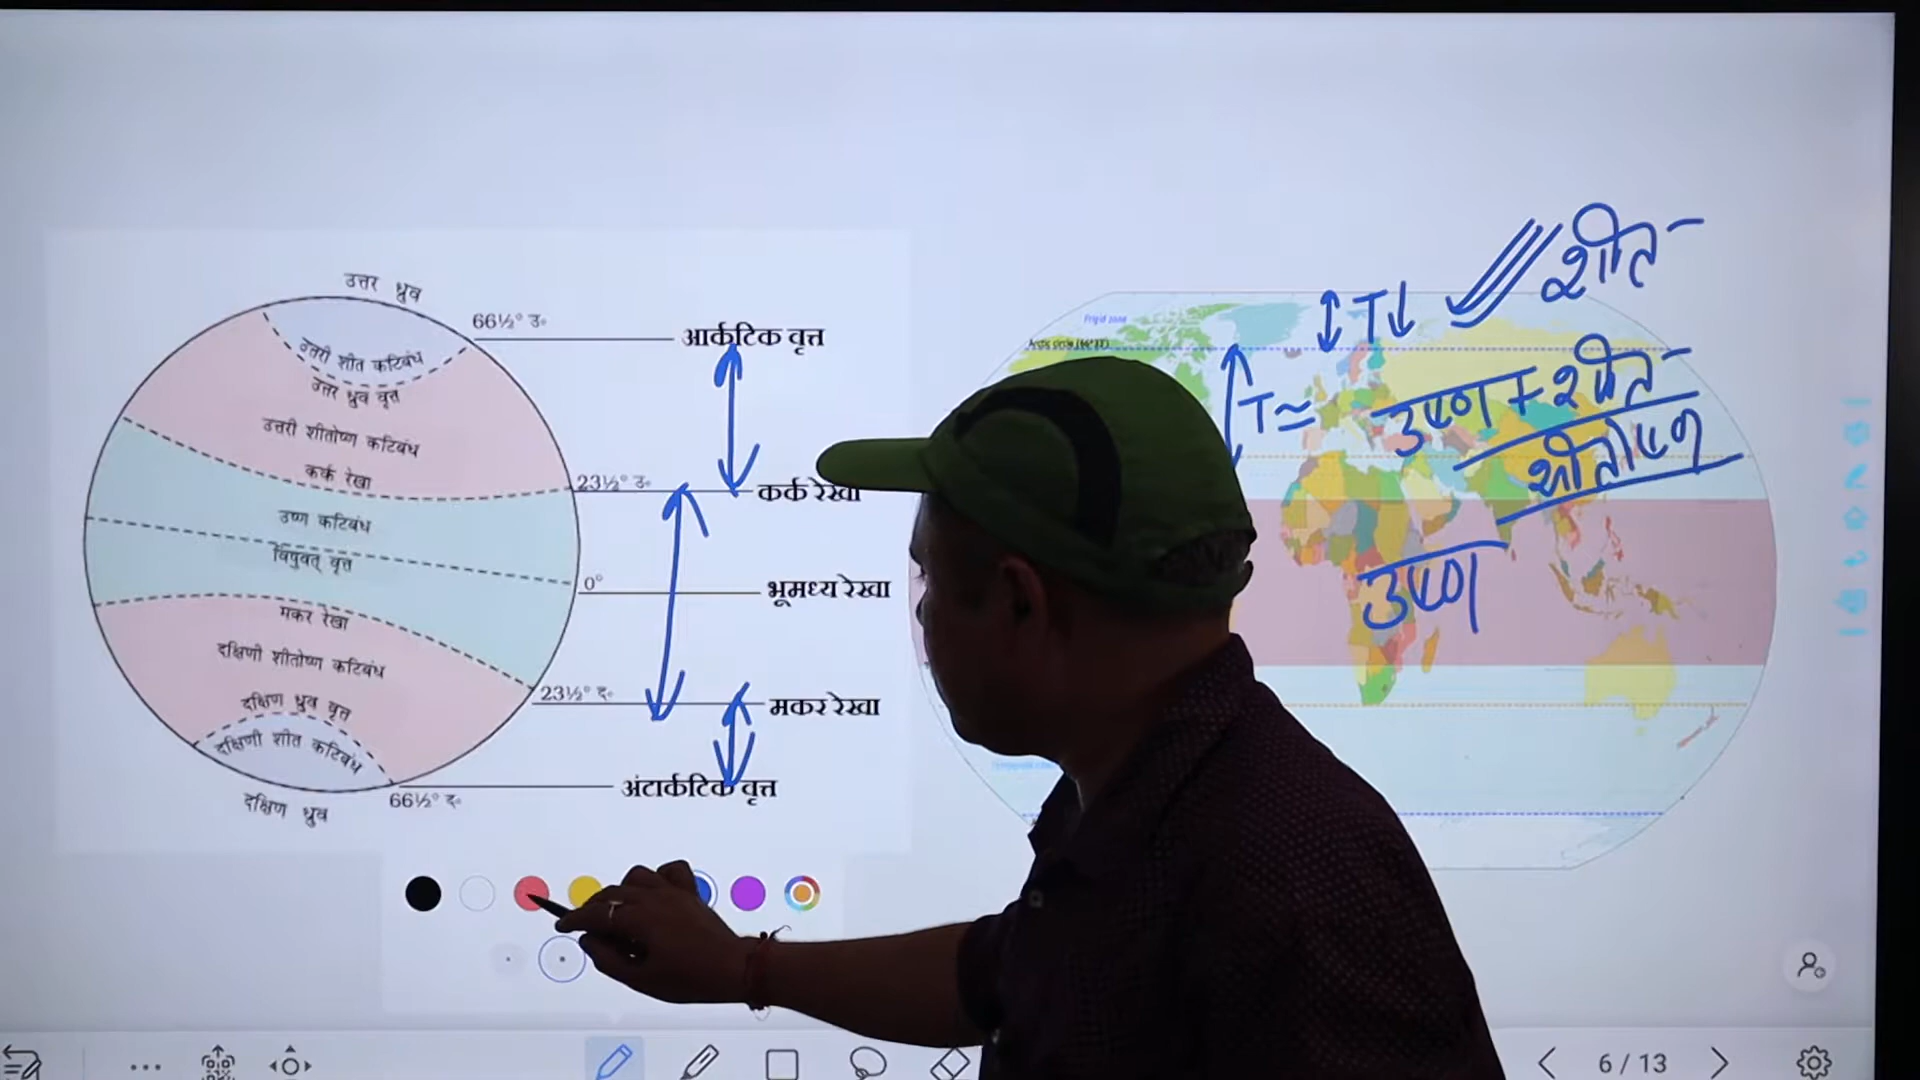 उत्तर ध्रुव
66½° उ॰
आर्कटिक वृत्त
उत्तरी शीत कटिबंध
उत्तर ध्रुव वृत्त
उत्तरी शीतोष्ण कटिबंध
कर्क रेखा
23½° उ॰
कर्क रेखा
उष्ण कटिबंध
विषुवत् वृत्त
0°
भूमध्य रेखा
मकर रेखा
दक्षिणी शीतोष्ण कटिबंध
23½° द॰
मकर रेखा
दक्षिण ध्रुव वृत्त
दक्षिणी शीत कटिबंध
अंटार्कटिक वृत्त
66½° द॰
दक्षिण ध्रुव
Frigid zone
T↓
शीत
T≈ उष्ण + शीत
शीतोष्ण
उष्ण
6 / 13